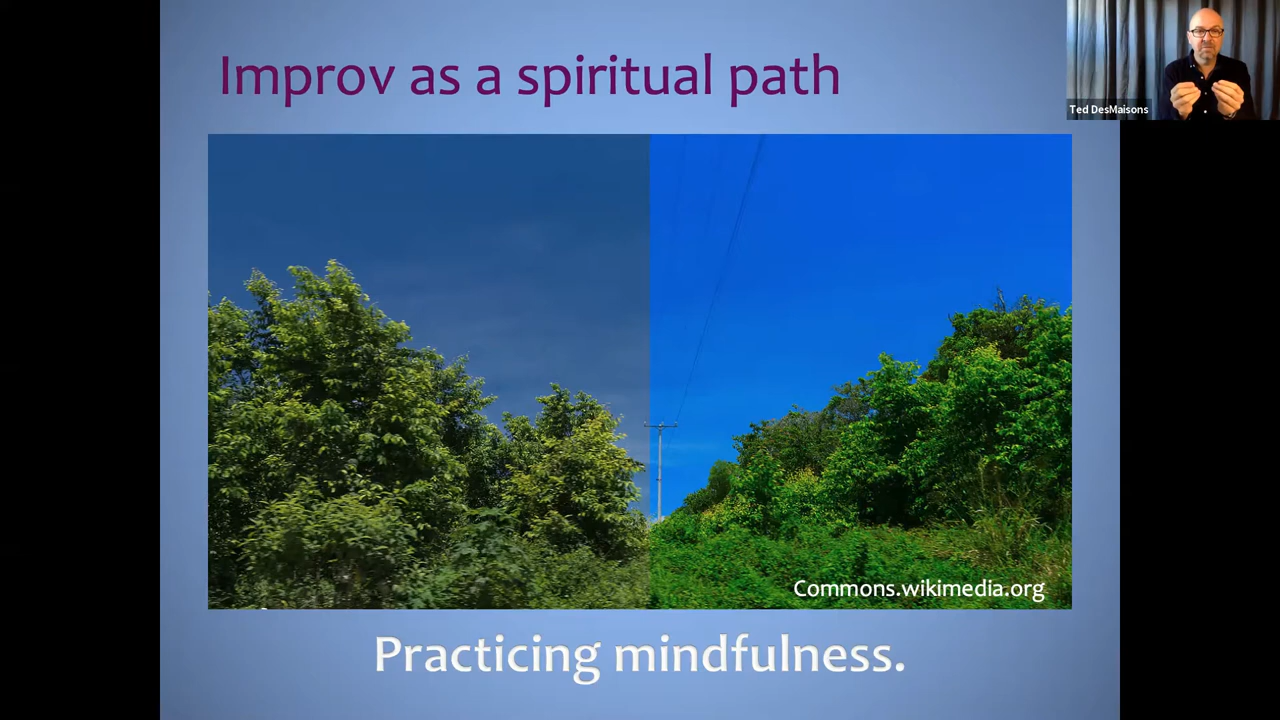 Improv as a spiritual path
Ted DesMaisons
Commons.wikimedia.org
Practicing mindfulness.